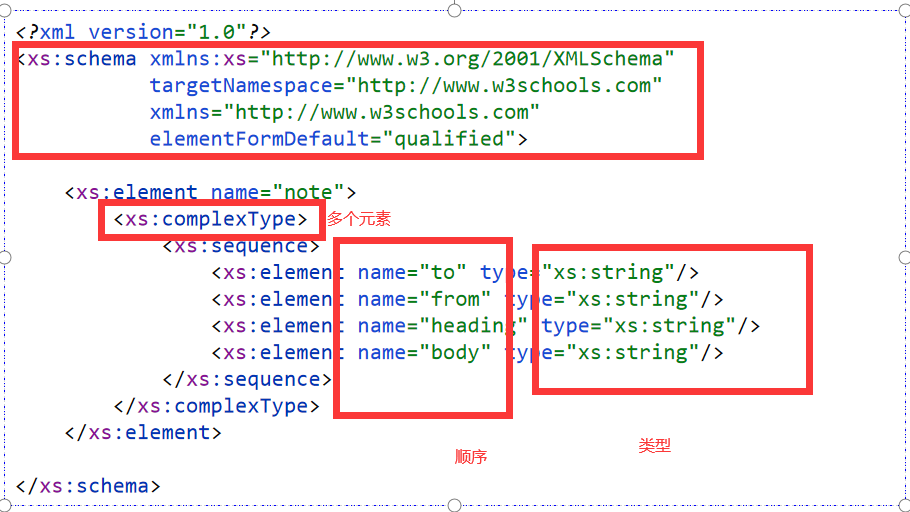 <?xml version="1.0"?>
<xs:schema xmlns:xs="http://www.w3.org/2001/XMLSchema"
targetNamespace="http://www.w3schools.com"
xmlns="http://www.w3schools.com"
elementFormDefault="qualified">
<xs:element name="note">
<xs:complexType> 多个元素
<xs:sequence>
<xs:element name="to" type="xs:string"/>
<xs:element name="from" type="xs:string"/>
<xs:element name="heading" type="xs:string"/>
<xs:element name="body" type="xs:string"/>
</xs:sequence>
</xs:complexType>
</xs:element>
顺序 类型
</xs:schema>